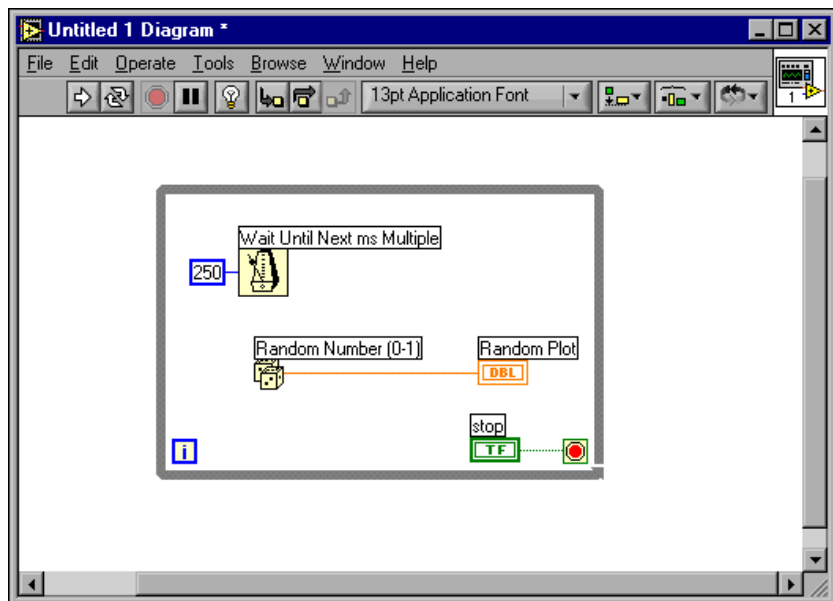 Untitled 1 Diagram *
File Edit Operate Tools Browse Window Help
13pt Application Font
1
Wait Until Next ms Multiple
250
Random Number (0-1)
Random Plot
DBL
stop
TF
i